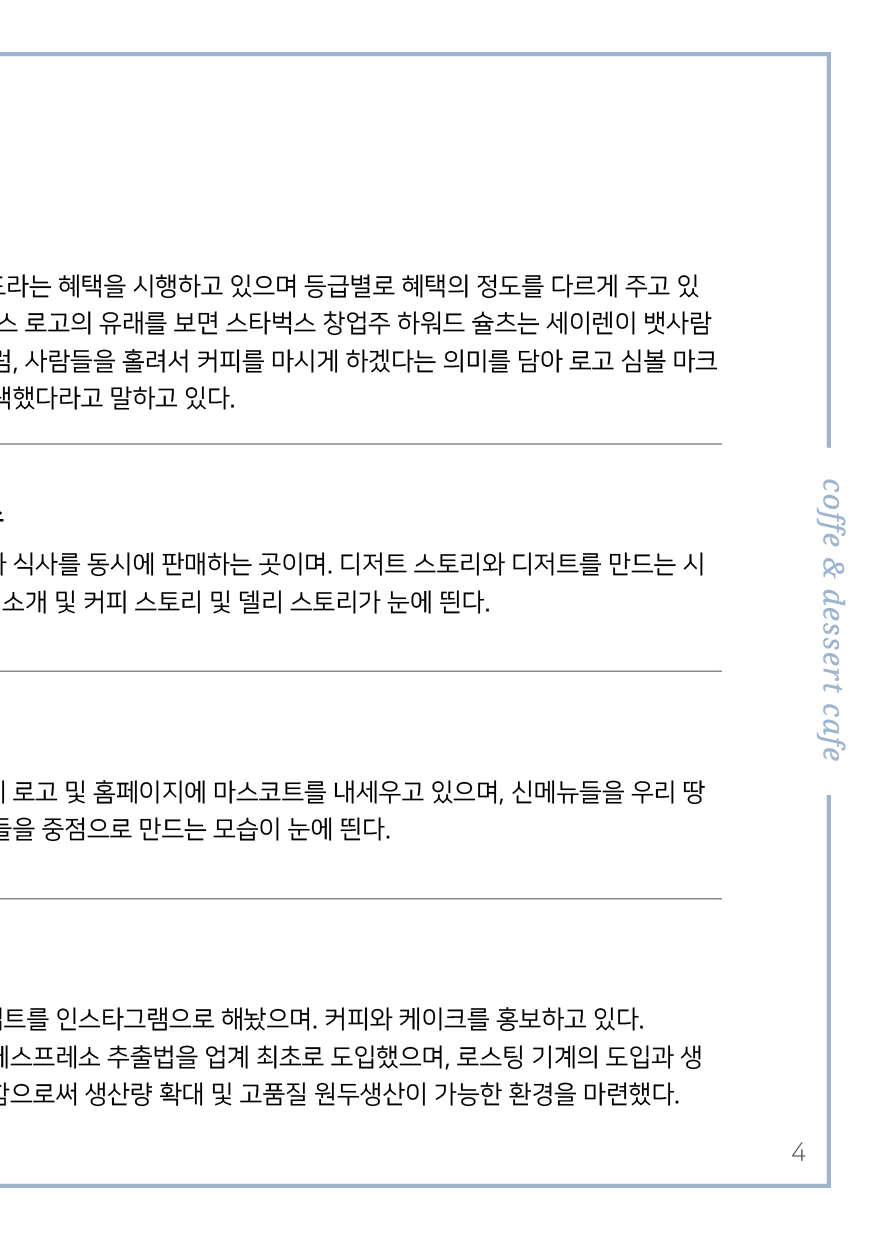 라는 혜택을 시행하고 있으며 등급별로 혜택의 정도를 다르게 주고 있
스 로고의 유래를 보면 스타벅스 창업주 하워드 슐츠는 세이렌이 뱃사람
럼, 사람들을 홀려서 커피를 마시게 하겠다는 의미를 담아 로고 심볼 마크
택했다라고 말하고 있다.
식사를 동시에 판매하는 곳이며. 디저트 스토리와 디저트를 만드는 시
소개 및 커피 스토리 및 델리 스토리가 눈에 띈다.
로고 및 홈페이지에 마스코트를 내세우고 있으며, 신메뉴들을 우리 땅
들을 중점으로 만드는 모습이 눈에 띈다.
트를 인스타그램으로 해놨으며. 커피와 케이크를 홍보하고 있다.
에스프레소 추출법을 업계 최초로 도입했으며, 로스팅 기계의 도입과 생
함으로써 생산량 확대 및 고품질 원두생산이 가능한 환경을 마련했다.
coffe & dessert cafe
4